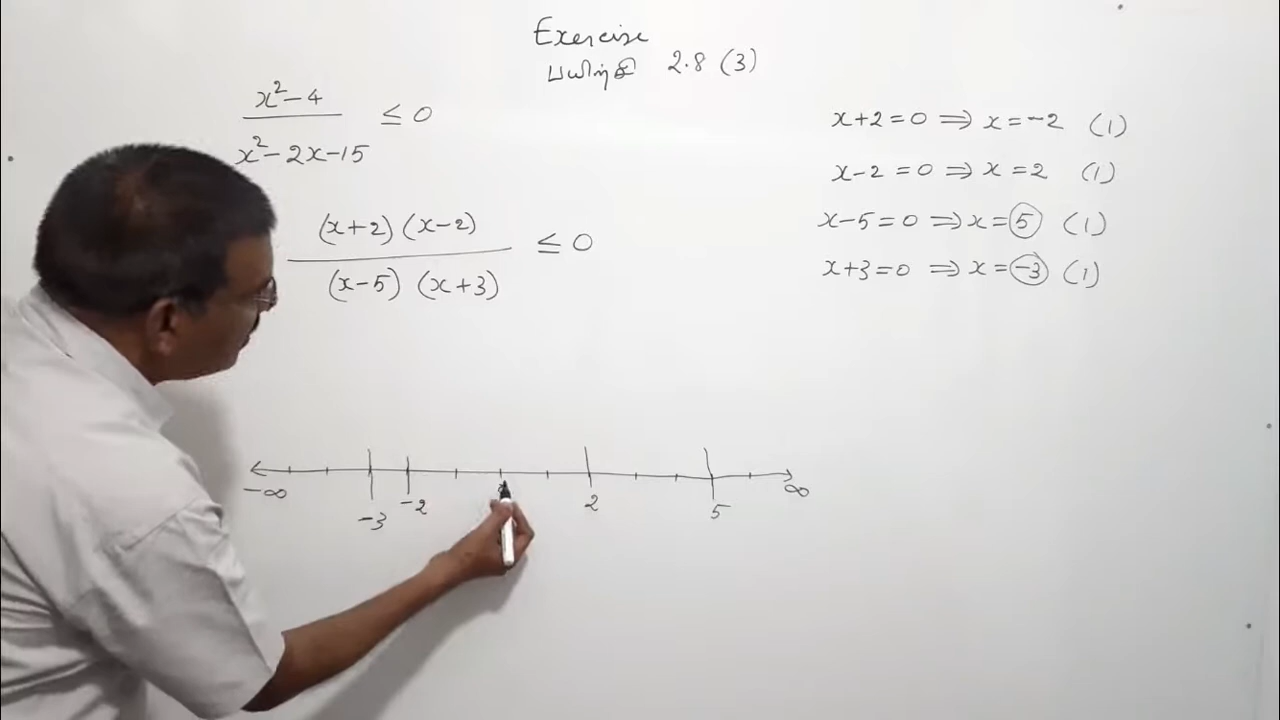 Exercise
பயிற்சி 2.8 (3)
x² - 4 / x² - 2x - 15 ≤ 0
(x+2) (x-2) / (x-5) (x+3) ≤ 0
x+2 = 0 ⇒ x = -2 (1)
x-2 = 0 ⇒ x = 2 (1)
x-5 = 0 ⇒ x = 5 (1)
x+3 = 0 ⇒ x = -3 (1)
-∞ -3 -2 2 5 ∞